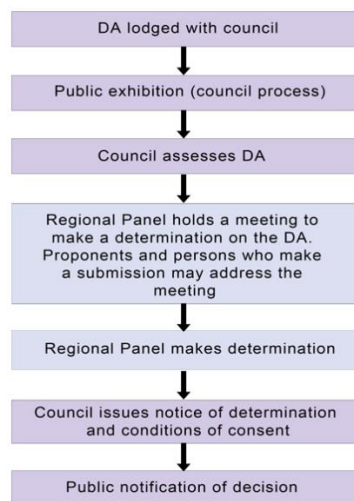 DA lodged with council
Public exhibition (council process)
Council assesses DA
Regional Panel holds a meeting to
make a determination on the DA.
Proponents and persons who make
a submission may address the
meeting
Regional Panel makes determination
Council issues notice of determination
and conditions of consent
Public notification of decision